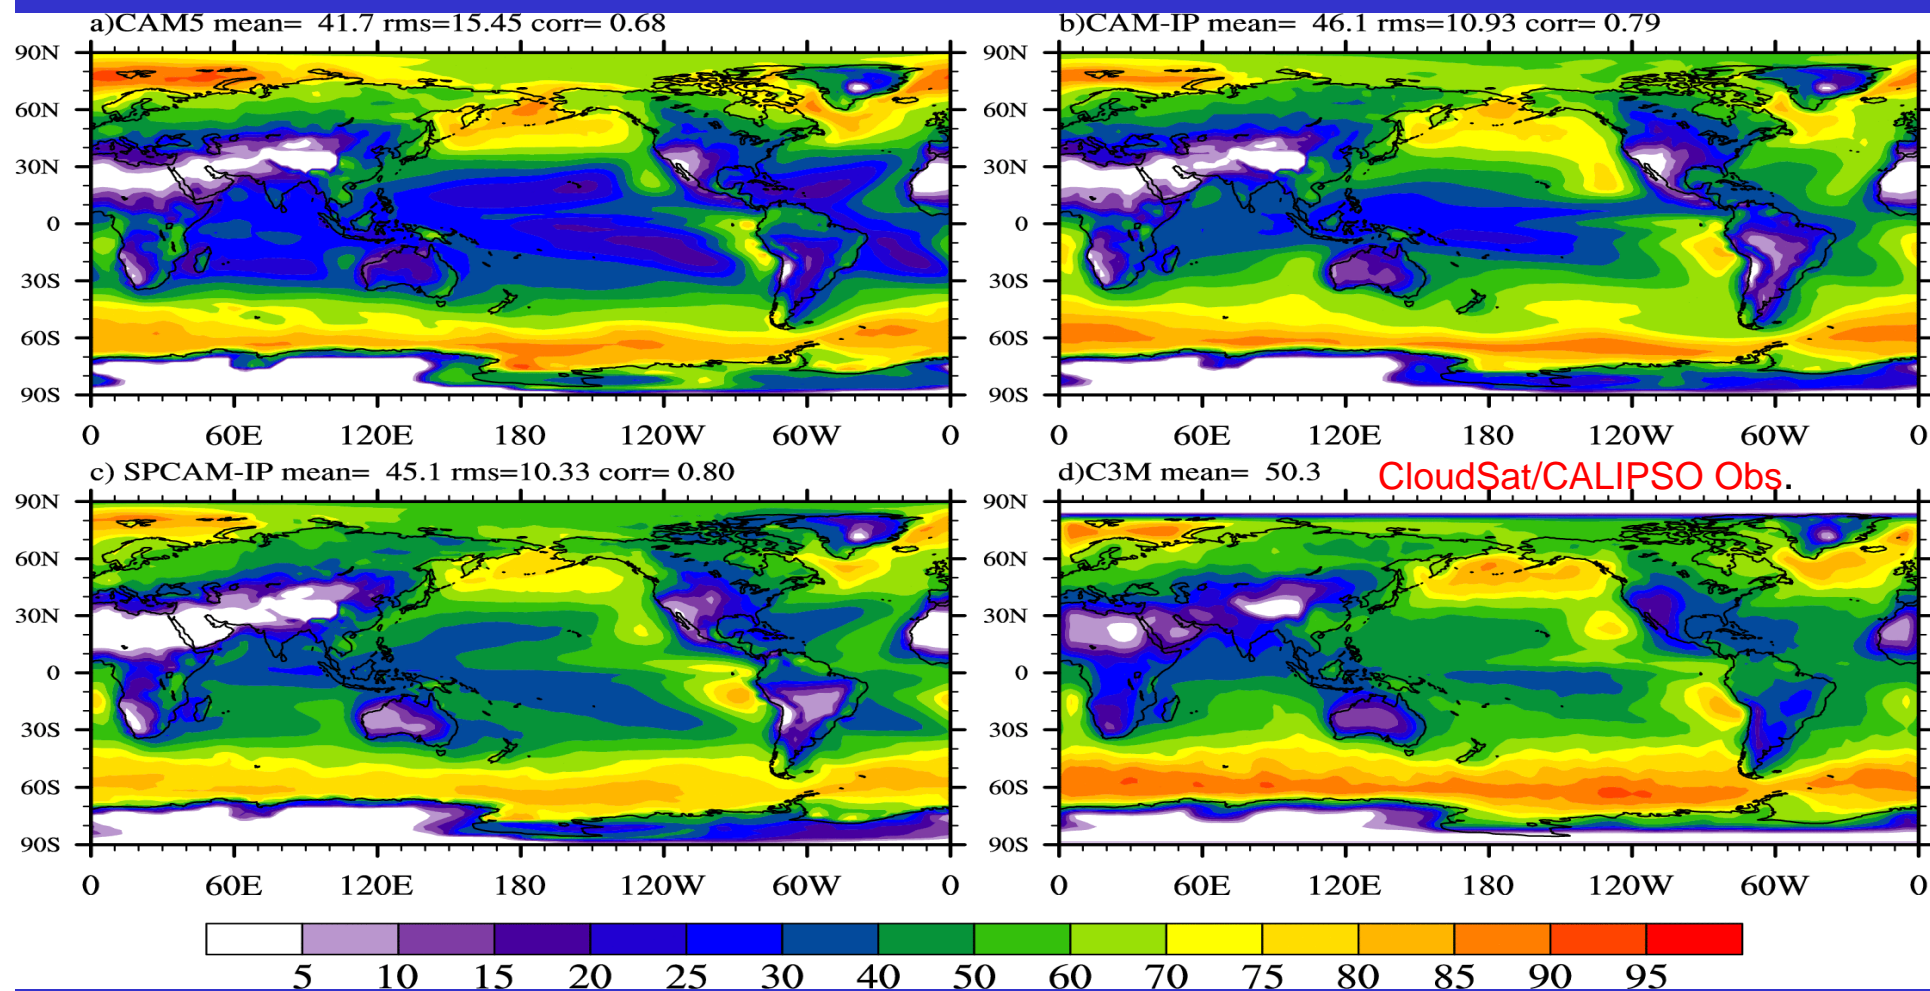 a)CAM5 mean=  41.7 rms=15.45 corr= 0.68
b)CAM-IP mean=  46.1 rms=10.93 corr= 0.79
90N
60N
30N
0
30S
60S
90S
0 60E 120E 180 120W 60W 0
90N
60N
30N
0
30S
60S
90S
0 60E 120E 180 120W 60W 0
c) SPCAM-IP mean=  45.1 rms=10.33 corr= 0.80
d)C3M mean=  50.3 CloudSat/CALIPSO Obs.
90N
60N
30N
0
30S
60S
90S
0 60E 120E 180 120W 60W 0
90N
60N
30N
0
30S
60S
90S
0 60E 120E 180 120W 60W 0
5 10 15 20 25 30 40 50 60 70 75 80 85 90 95